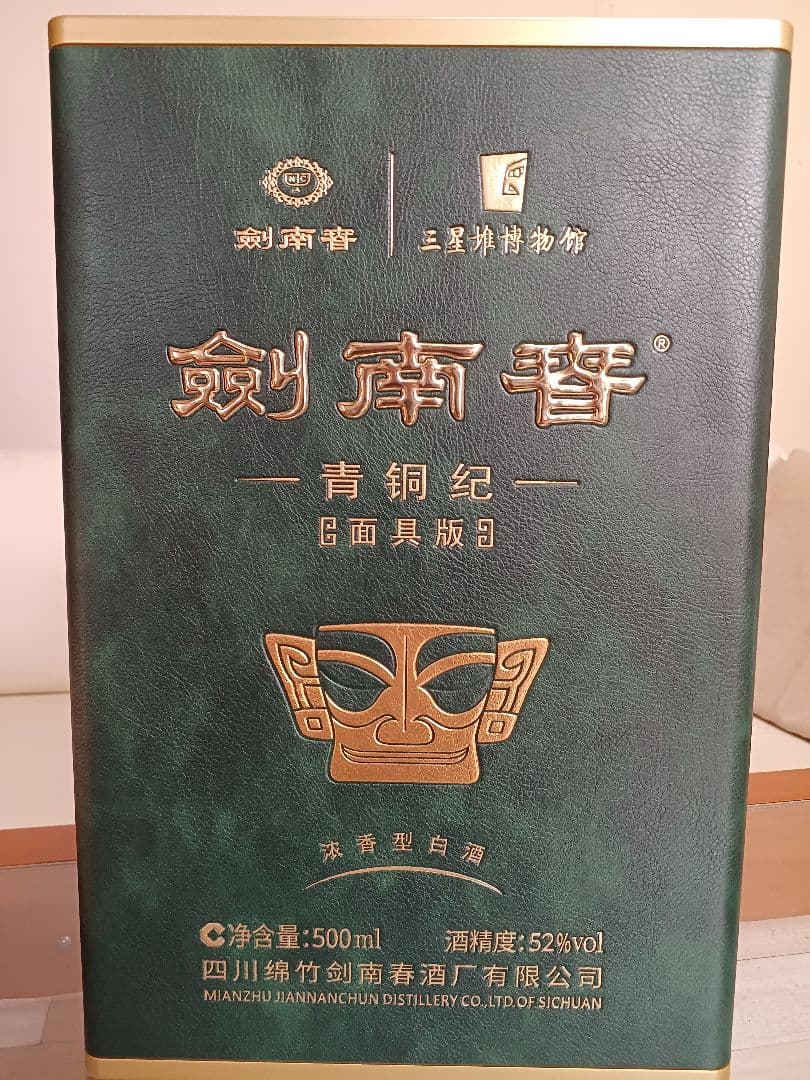 劍南春
三星堆博物馆
劍南春®
青铜纪
面具版
浓香型白酒
净含量:500ml 酒精度:52%vol
四川绵竹剑南春酒厂有限公司
MIANZHU JIANNANCHUN DISTILLERY CO.,LTD.OF SICHUAN